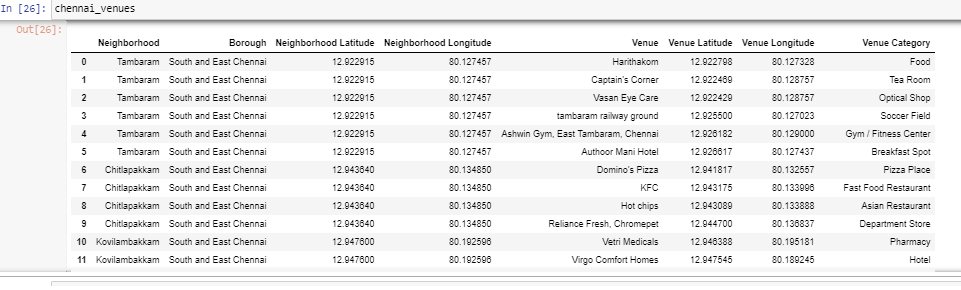 In [26]: chennai_venues
Out[26]:
Neighborhood Borough Neighborhood Latitude Neighborhood Longitude Venue Venue Latitude Venue Longitude Venue Category
0 Tambaram South and East Chennai 12.922915 80.127457 Harithakom 12.922798 80.127328 Food
1 Tambaram South and East Chennai 12.922915 80.127457 Captain's Corner 12.922469 80.128757 Tea Room
2 Tambaram South and East Chennai 12.922915 80.127457 Vasan Eye Care 12.922429 80.128757 Optical Shop
3 Tambaram South and East Chennai 12.922915 80.127457 tambaram railway ground 12.925500 80.127023 Soccer Field
4 Tambaram South and East Chennai 12.922915 80.127457 Ashwin Gym, East Tambaram, Chennai 12.926182 80.129000 Gym / Fitness Center
5 Tambaram South and East Chennai 12.922915 80.127457 Authoor Mani Hotel 12.926617 80.127437 Breakfast Spot
6 Chitlapakkam South and East Chennai 12.943640 80.134850 Domino's Pizza 12.941817 80.132557 Pizza Place
7 Chitlapakkam South and East Chennai 12.943640 80.134850 KFC 12.943175 80.133996 Fast Food Restaurant
8 Chitlapakkam South and East Chennai 12.943640 80.134850 Hot chips 12.943089 80.133888 Asian Restaurant
9 Chitlapakkam South and East Chennai 12.943640 80.134850 Reliance Fresh, Chromepet 12.944700 80.136837 Department Store
10 Kovilambakkam South and East Chennai 12.947600 80.192596 Vetri Medicals 12.946388 80.195181 Pharmacy
11 Kovilambakkam South and East Chennai 12.947600 80.192596 Virgo Comfort Homes 12.947545 80.189245 Hotel